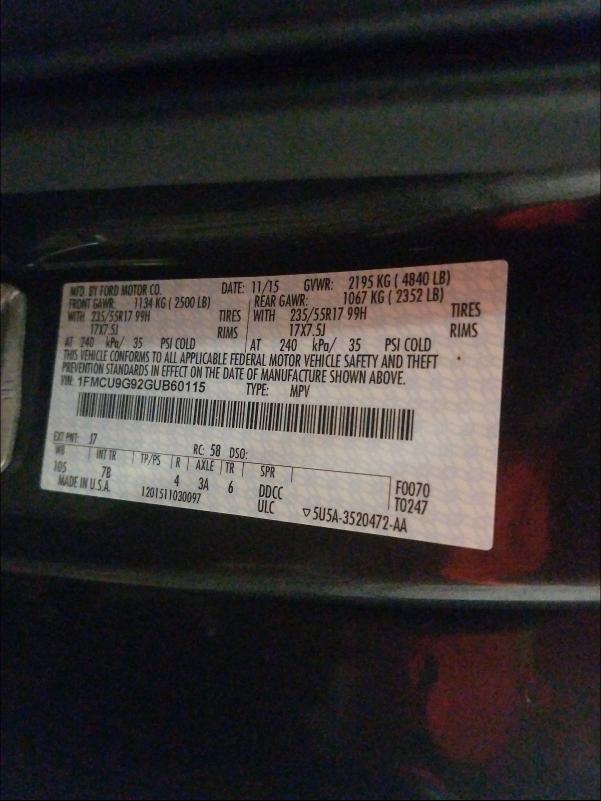 MFD. BY FORD MOTOR CO. DATE: 11/15 GVWR: 2195 KG ( 4840 LB)
FRONT GAWR: 1134 KG ( 2500 LB) REAR GAWR: 1067 KG ( 2352 LB)
WITH 235/55R17 99H TIRES WITH 235/55R17 99H TIRES
17X7.5J RIMS 17X7.5J RIMS
AT 240 kPa/ 35 PSI COLD AT 240 kPa/ 35 PSI COLD
THIS VEHICLE CONFORMS TO ALL APPLICABLE FEDERAL MOTOR VEHICLE SAFETY AND THEFT
PREVENTION STANDARDS IN EFFECT ON THE DATE OF MANUFACTURE SHOWN ABOVE.
VIN: 1FMCU9G92GUB60115 TYPE: MPV
EXT PNT: J7 RC: 58 DSO:
WB INT TR TP/PS R AXLE TR SPR
105 7B 4 3A 6 DDCC F0070
MADE IN U.S.A. 1201511030097 ULC T0247
▽5U5A-3520472-AA